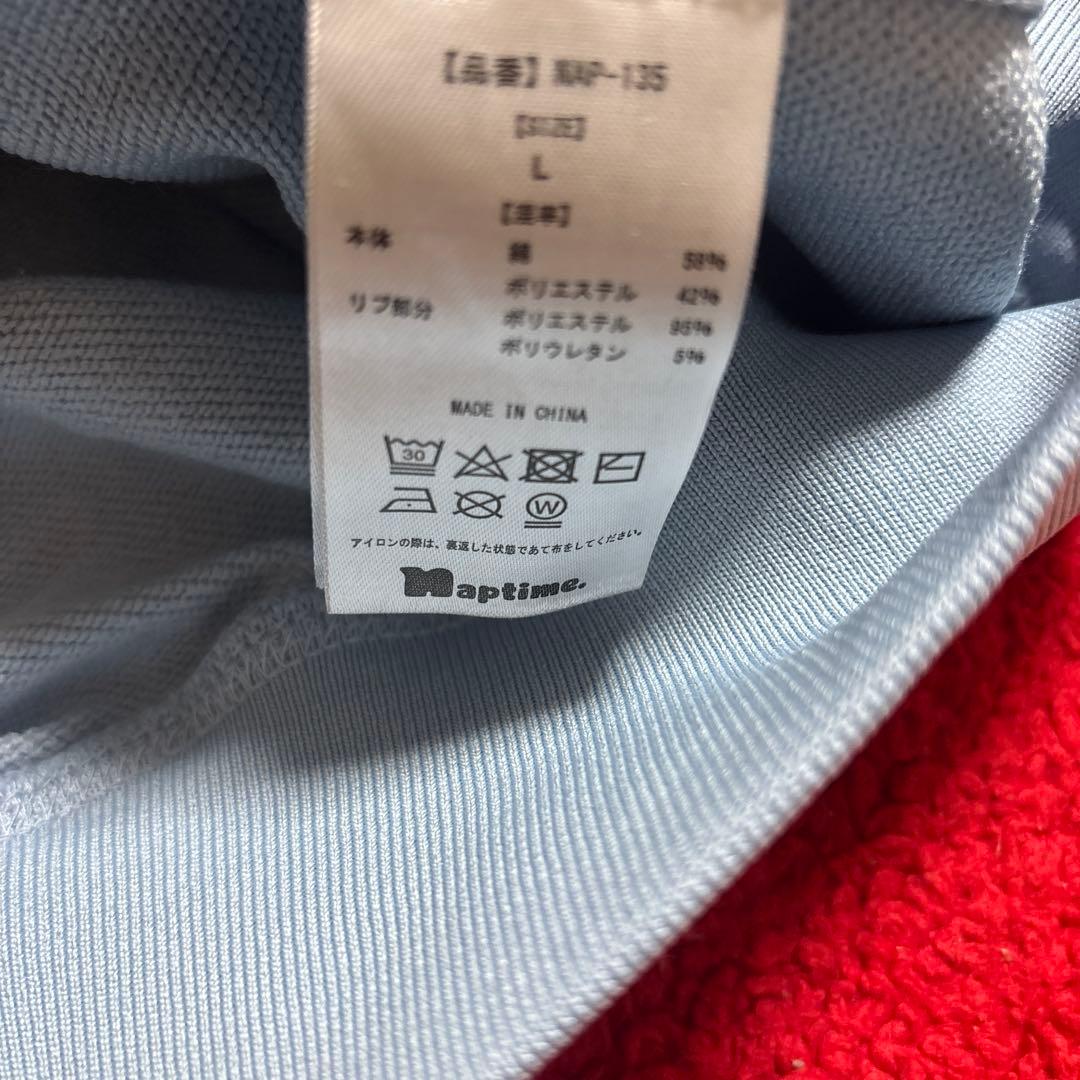 【品番】NAP-135
【SIZE】
L
【混率】
本体 綿 58%
ポリエステル 42%
リブ部分 ポリエステル 95%
ポリウレタン 5%
MADE IN CHINA
30
W
アイロンの際は、裏返した状態であて布をしてください。
Naptime.